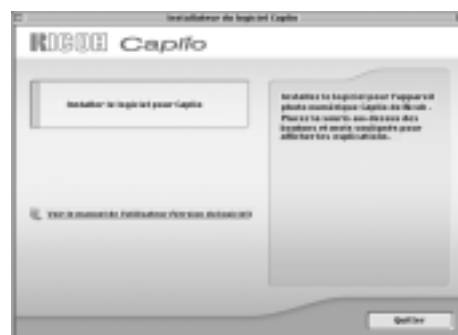 Installateur du logiciel Caplio
RICOH Caplio
Installer le logiciel pour Caplio
Installez le logiciel pour l'appareil
photo numérique Caplio de Ricoh.
Placez la souris au-dessus des
boutons et mots soulignés pour
afficher les explications.
Voir le manuel de l'utilisateur (Version du logiciel)
Quitter